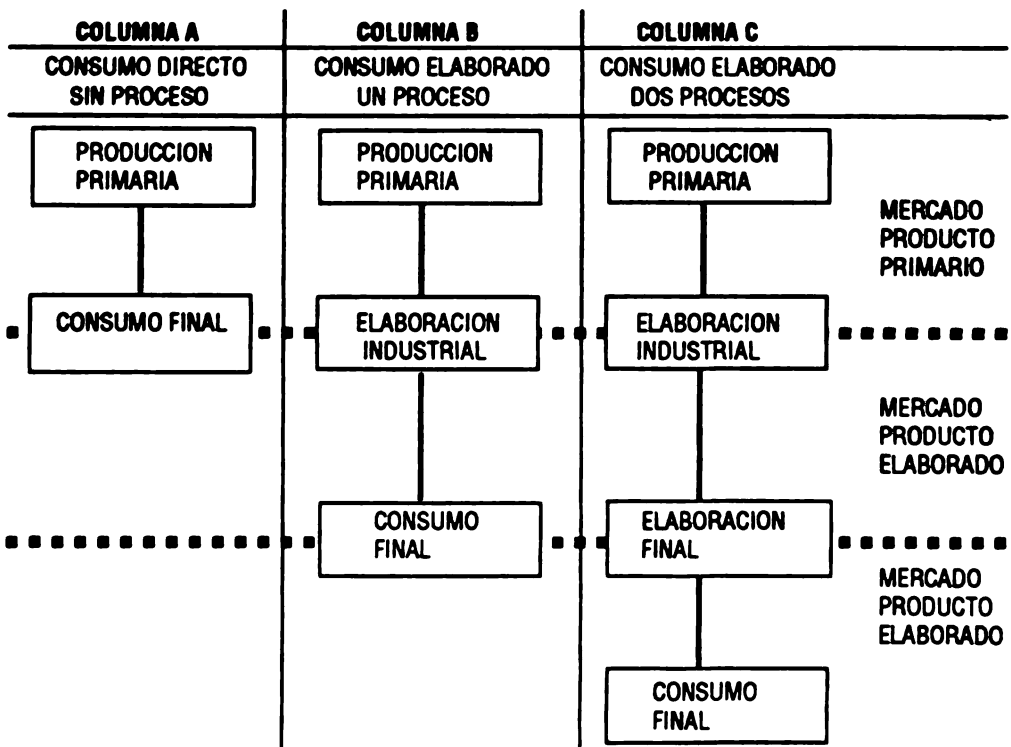 COLUMNA A
COLUMNA B
COLUMNA C
CONSUMO DIRECTO
SIN PROCESO
CONSUMO ELABORADO
UN PROCESO
CONSUMO ELABORADO
DOS PROCESOS
PRODUCCION
PRIMARIA
PRODUCCION
PRIMARIA
PRODUCCION
PRIMARIA
MERCADO
PRODUCTO
PRIMARIO
CONSUMO FINAL
ELABORACION
INDUSTRIAL
ELABORACION
INDUSTRIAL
MERCADO
PRODUCTO
ELABORADO
CONSUMO
FINAL
ELABORACION
FINAL
MERCADO
PRODUCTO
ELABORADO
CONSUMO
FINAL